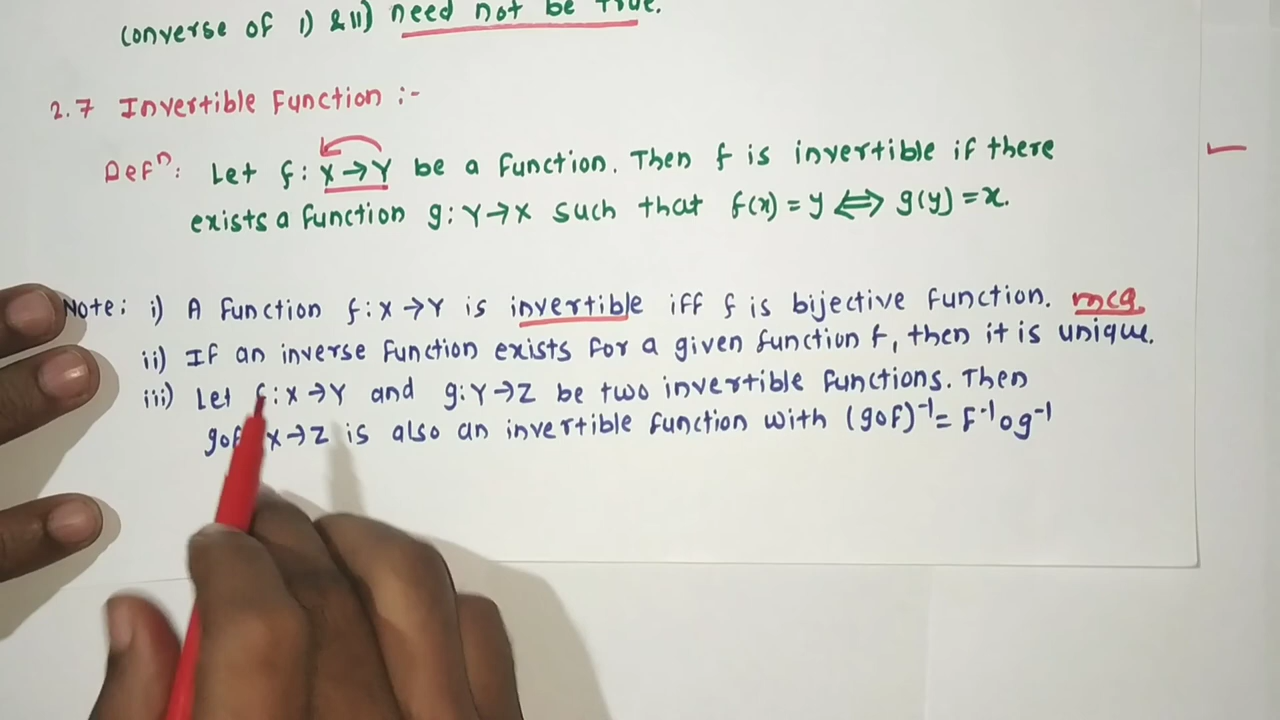 Converse of i) & ii) need not be true.
2.7 Invertible Function :-
Defⁿ: Let f: X→Y be a function. Then f is invertible if there
exists a function g: Y→X such that f(x) = y ⟺ g(y) = x.
Note: i) A function f: X→Y is invertible iff f is bijective function. mcq
ii) If an inverse function exists for a given function f, then it is unique.
iii) Let f: X→Y and g: Y→Z be two invertible functions. Then
gof X→Z is also an invertible function with (gof)⁻¹ = f⁻¹og⁻¹